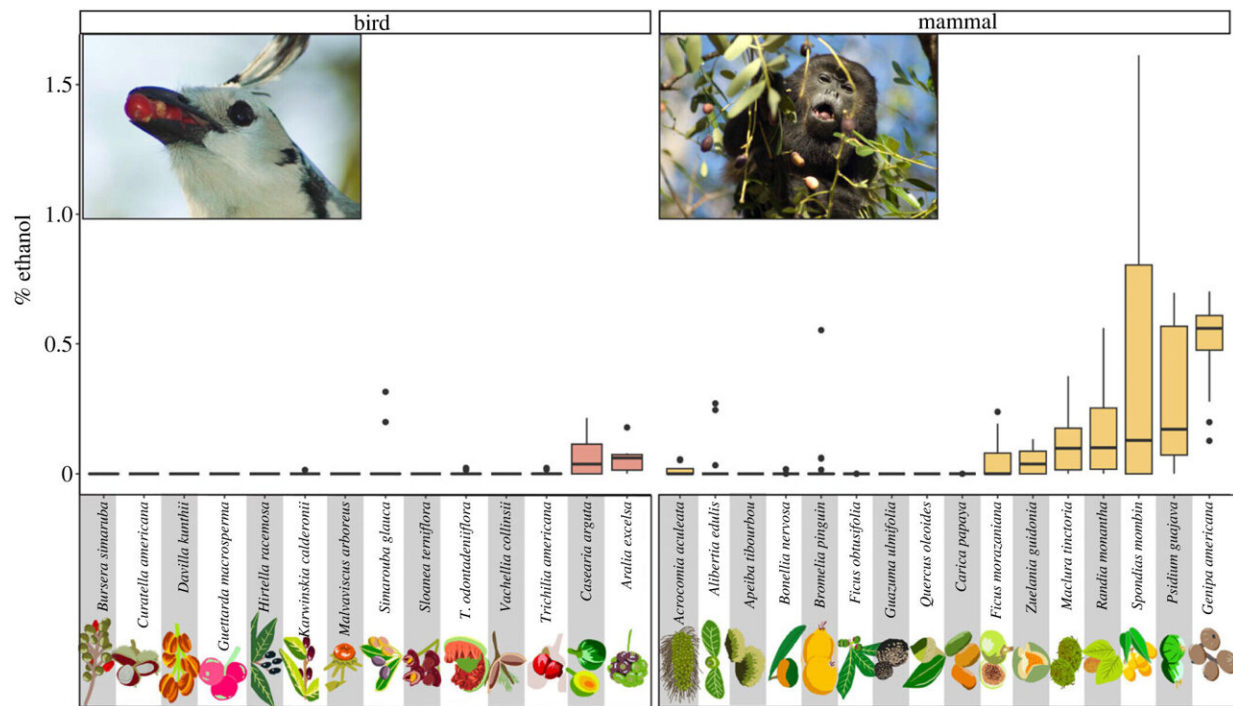 bird
mammal
% ethanol
1.5
1.0
0.5
0
Bursera simaruba
Curatella americana
Davilla kunthii
Guettarda macrosperma
Hirtella racemosa
Karwinskia calderonii
Malvaviscus arboreus
Simarouba glauca
Sloanea terniflora
T. odontadeniiflora
Vachellia collinsii
Trichilia americana
Casearia arguta
Aralia excelsa
Acrocomia aculeata
Alibertia edulis
Apeiba tibourbou
Bonellia nervosa
Bromelia pinguin
Ficus obtusifolia
Guazuma ulmifolia
Quercus oleoides
Carica papaya
Ficus morazaniana
Zuelania guidonia
Maclura tinctoria
Randia monantha
Spondias mombin
Psidium guajava
Genipa americana